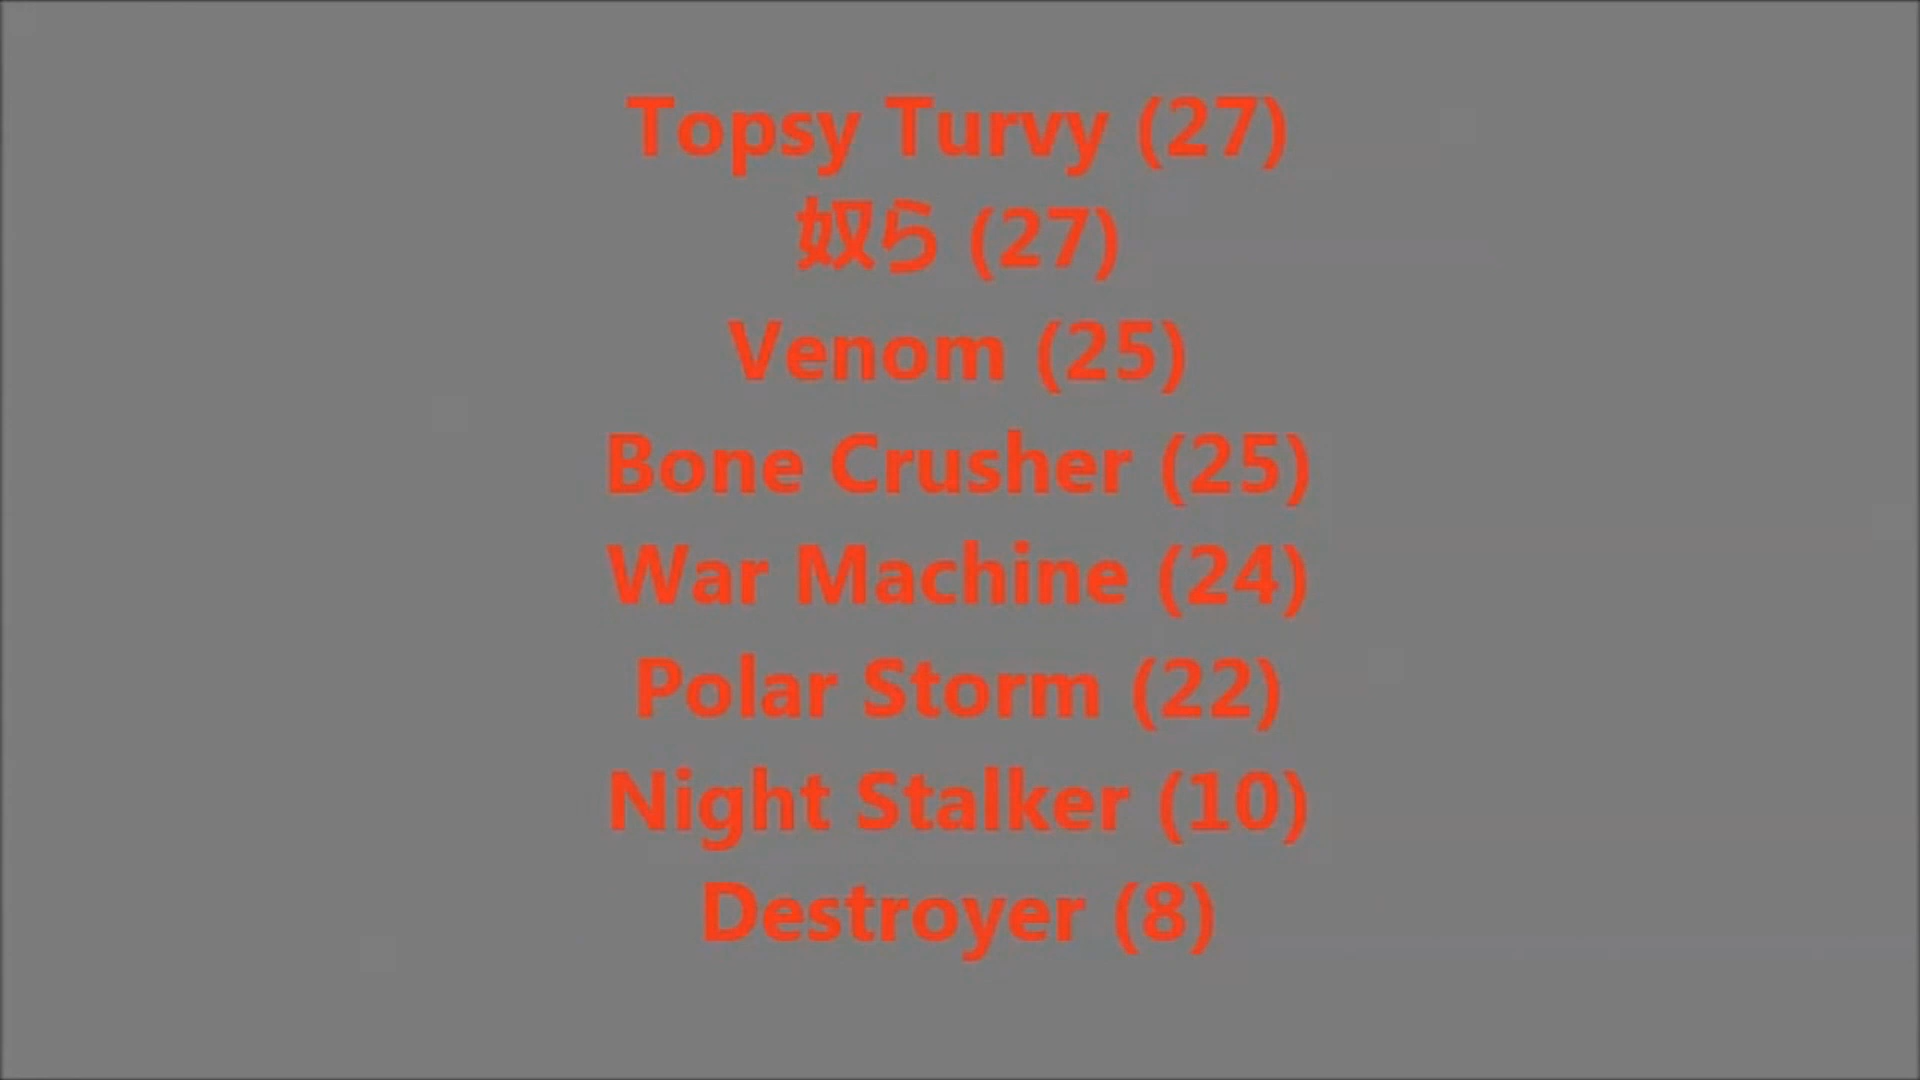 Topsy Turvy (27)
奴ら (27)
Venom (25)
Bone Crusher (25)
War Machine (24)
Polar Storm (22)
Night Stalker (10)
Destroyer (8)